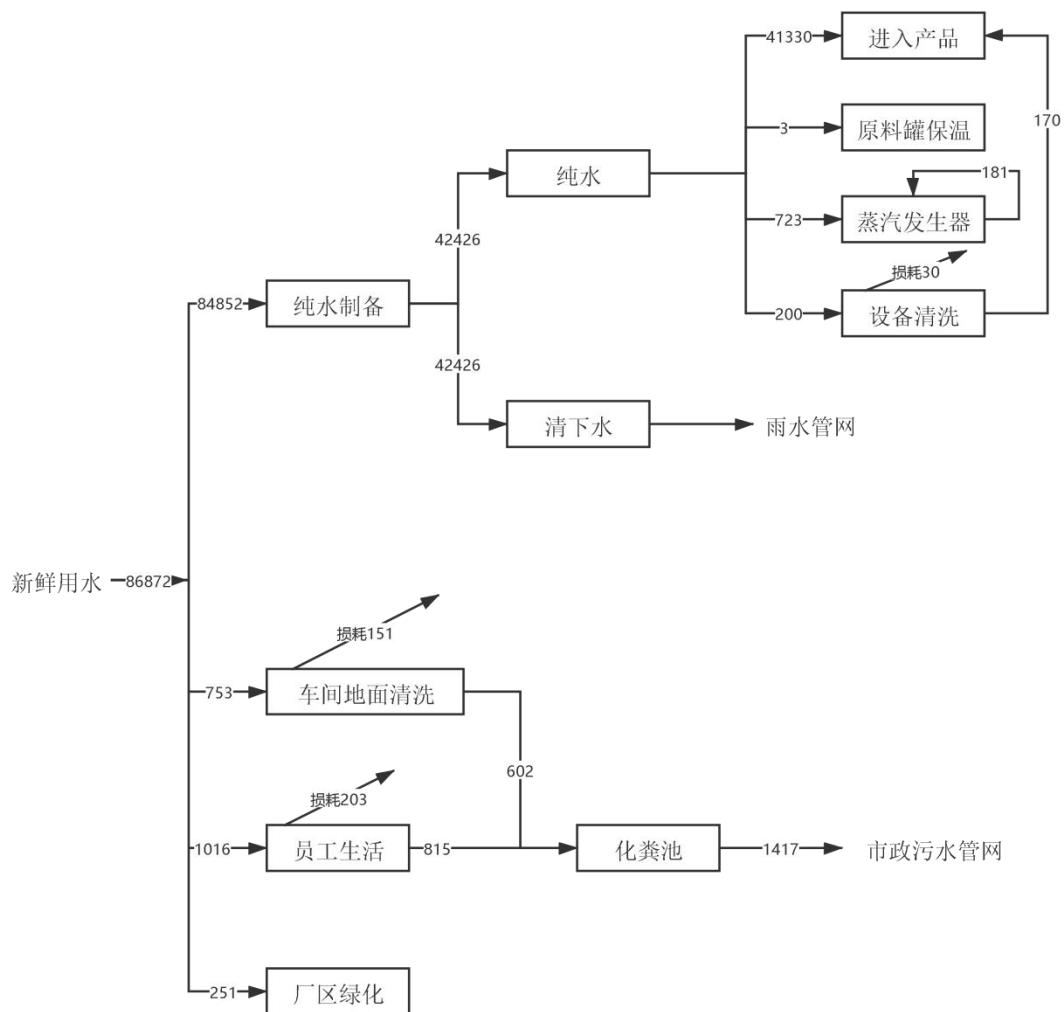 41330
进入产品
3
原料罐保温
170
纯水
181
723
蒸汽发生器
42426
损耗30
84852
纯水制备
200
设备清洗
42426
清下水
雨水管网
新鲜用水
86872
损耗151
753
车间地面清洗
602
损耗203
1016
员工生活
815
化粪池
1417
市政污水管网
251
厂区绿化